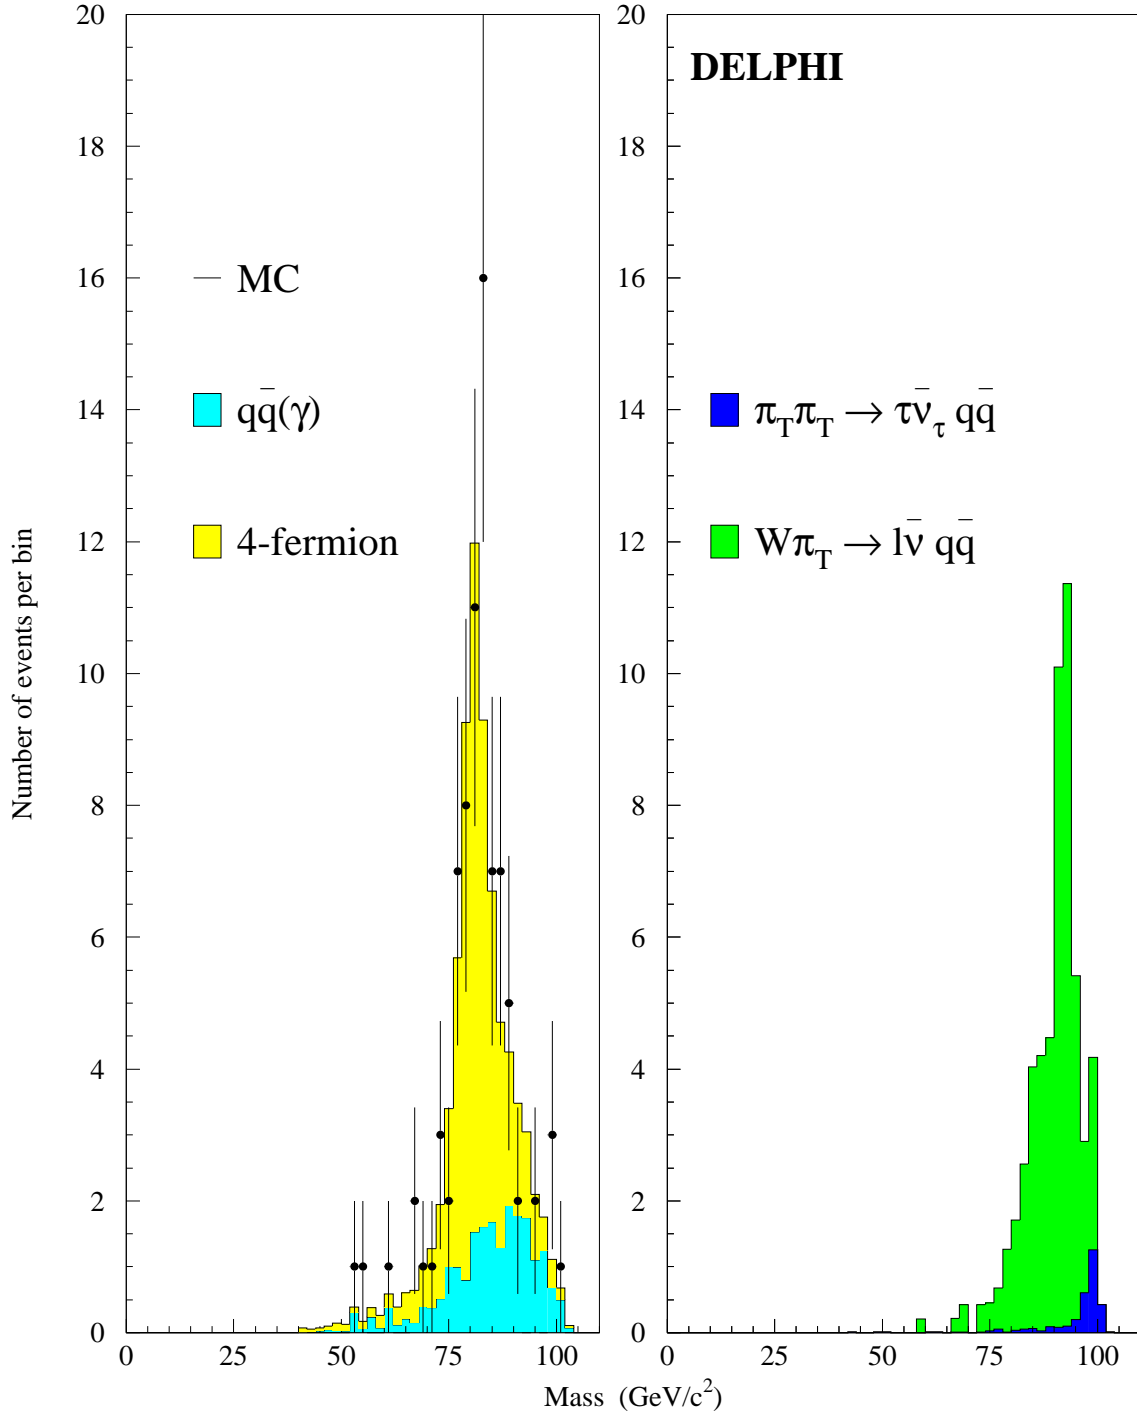 DELPHI
MC
qq̄(γ)
4-fermion
π_Tπ_T → τν̄_τ qq̄
Wπ_T → lν̄ qq̄
Number of events per bin
20
18
16
14
12
10
8
6
4
2
0
0 25 50 75 100
20
18
16
14
12
10
8
6
4
2
0
0 25 50 75 100
Mass (GeV/c²)